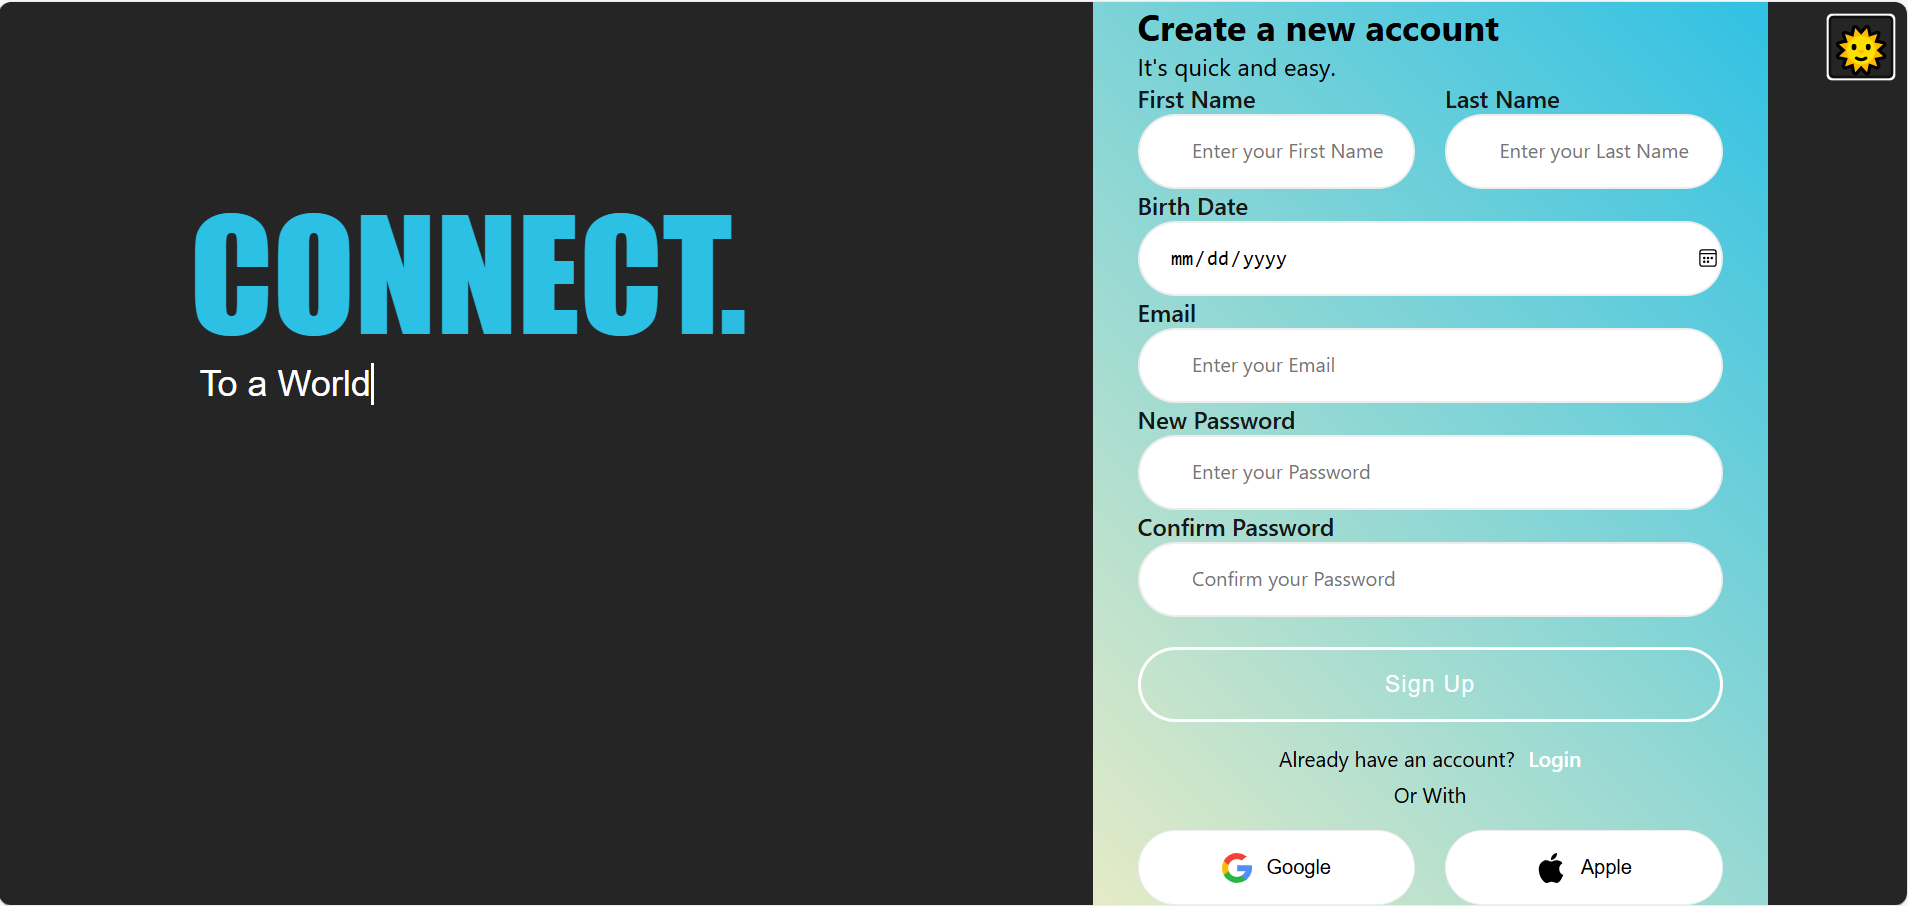 CONNECT.
To a World
Create a new account
It's quick and easy.
First Name Last Name
Enter your First Name Enter your Last Name
Birth Date
mm/dd/yyyy
Email
Enter your Email
New Password
Enter your Password
Confirm Password
Confirm your Password
Sign Up
Already have an account? Login
Or With
Google Apple